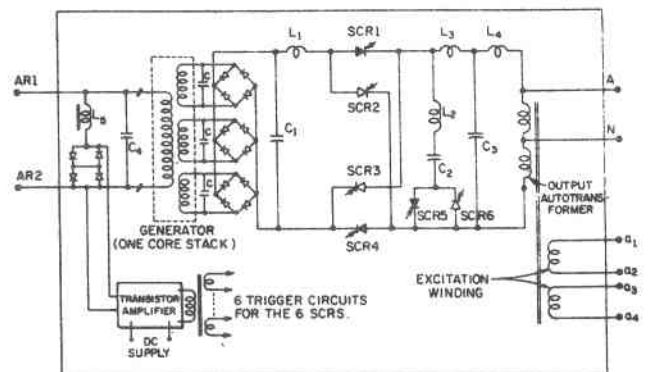 L₁
SCR1
L₃
L₄
AR1
A
C
L₅
SCR2
L₂
C
C₄
C₁
C₃
N
SCR3
C₂
AR2
C
OUTPUT
AUTOTRANS-
FORMER
SCR4
SCR5
SCR6
GENERATOR
(ONE CORE STACK)
a₁
EXCITATION
WINDING
a₂
a₃
a₄
TRANSISTOR
AMPLIFIER
6 TRIGGER CIRCUITS
FOR THE 6 SCRS.
DC
SUPPLY